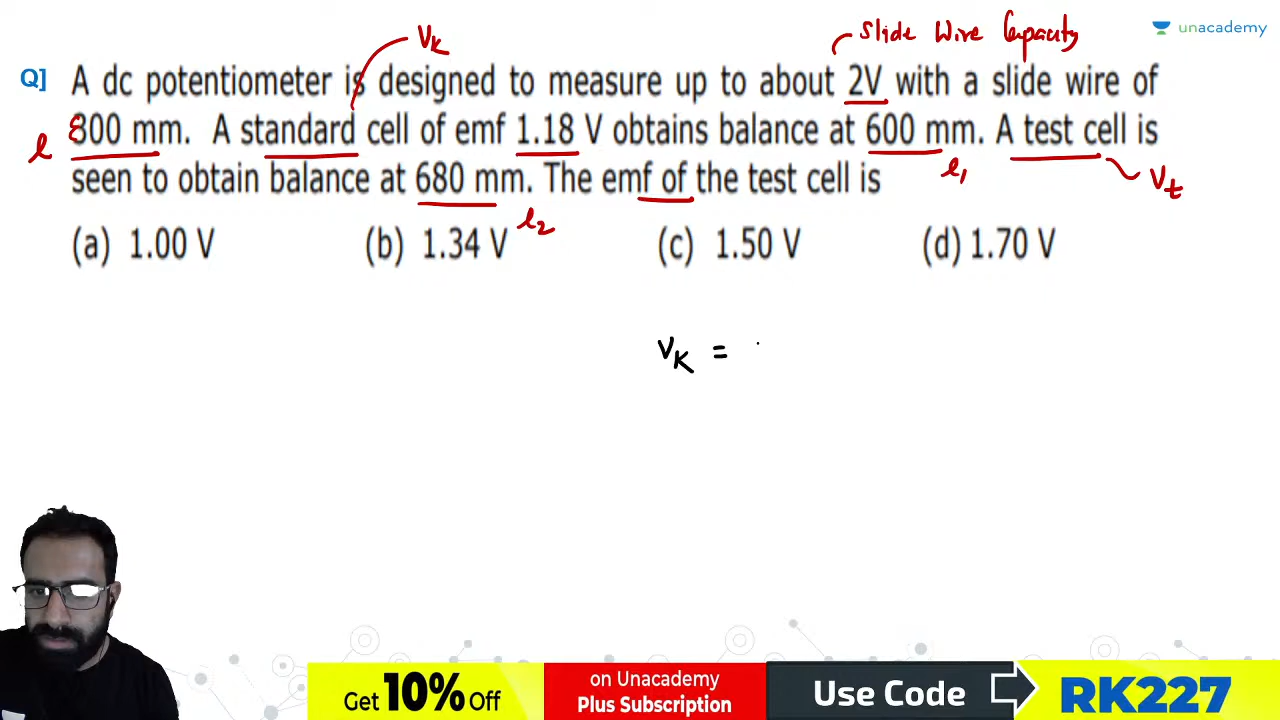 Slide Wire Capacity
unacademy
Vk
Q] A dc potentiometer is designed to measure up to about 2V with a slide wire of
l 800 mm. A standard cell of emf 1.18 V obtains balance at 600 mm. A test cell is
l1
Vt
seen to obtain balance at 680 mm. The emf of the test cell is
l2
(a) 1.00 V (b) 1.34 V (c) 1.50 V (d) 1.70 V
VK =
Get 10% Off
on Unacademy
Plus Subscription
Use Code
RK227